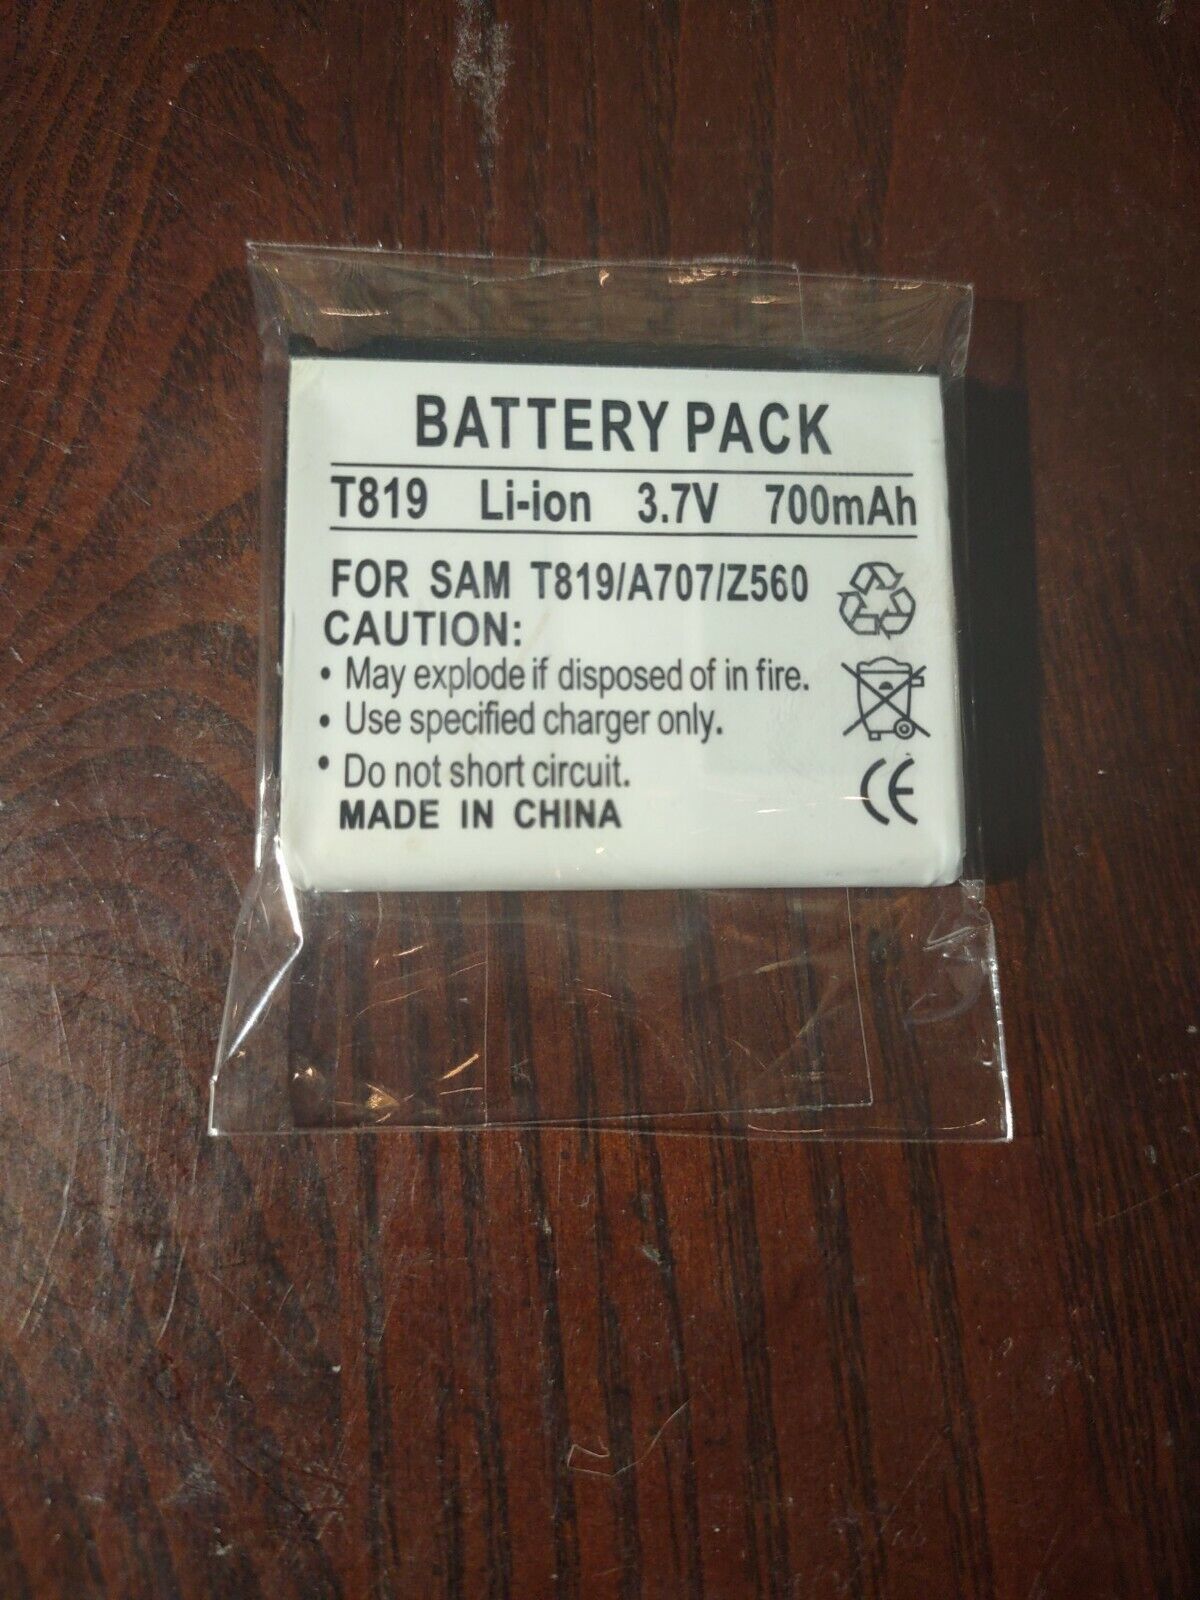 BATTERY PACK
T819 Li-ion 3.7V 700mAh
FOR SAM T819/A707/Z560
CAUTION:
• May explode if disposed of in fire.
• Use specified charger only.
• Do not short circuit.
MADE IN CHINA
CE